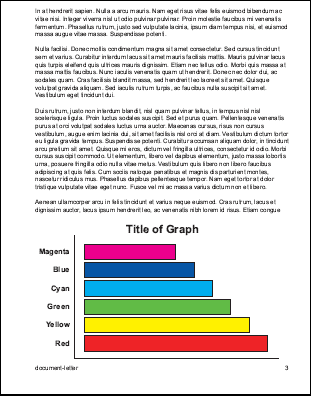 In at hendrerit sapien. Nulla a arcu mauris. Nam eget risus vitae felis euismod bibendum ac
vitae nisi. Integer viverra nisl ut odio pulvinar pulvinar. Proin molestie faucibus mi venenatis
fermentum. Phasellus rutrum, justo sed vulputate lacinia, ipsum diam tempus nisi, et euismod
massa augue vitae massa. Suspendisse potenti.
Nulla facilisi. Donec mollis condimentum magna sit amet consectetur. Sed cursus tincidunt
sem et varius. Curabitur interdum lacus sit amet mauris facilisis mattis. Mauris pulvinar lacus
quis turpis eleifend quis ultrices mauris dignissim. Etiam nec tellus odio. Morbi quis massa at
massa mattis faucibus. Nunc iaculis venenatis quam ut hendrerit. Donec nec dolor dui, ac
sodales quam. Cras facilisis blandit massa, sed hendrerit leo laoreet sit amet. Quisque
volutpat gravida aliquam. Sed iaculis rutrum turpis, ac faucibus nulla suscipit sit amet.
Vestibulum eget tincidunt dui.
Duis rutrum, justo non interdum blandit, nisl quam pulvinar tellus, in tempus nisl nisl
scelerisque ligula. Proin luctus sodales suscipit. Sed et purus quam. Pellentesque venenatis
purus at orci volutpat sodales luctus urna auctor. Maecenas cursus, risus non cursus
vestibulum, augue enim lacinia dui, sit amet facilisis nisl orci at diam. Vestibulum dictum tortor
eu ligula gravida tempus. Suspendisse potenti. Curabitur accumsan aliquam dolor, in tincidunt
arcu pretium sit amet. Quisque mi eros, dictum vel fringilla ultrices, consectetur id odio. Morbi
cursus suscipit commodo. Ut elementum, libero vel dapibus elementum, justo massa lobortis
urna, posuere fringilla odio nulla vitae metus. Vestibulum quis libero non libero faucibus
adipiscing at quis felis. Cum sociis natoque penatibus et magnis dis parturient montes,
nascetur ridiculus mus. Phasellus dapibus pellentesque tempor. Nam eget tortor at dolor
tristique vulputate vitae eget nunc. Fusce vel mi ac massa varius dictum non et libero.
Aenean ullamcorper arcu in felis tincidunt et varius neque euismod. Cras rutrum, lacus et
dignissim auctor, lacus ipsum hendrerit leo, ac venenatis nibh lorem id risus. Etiam congue
Title of Graph
Magenta
Blue
Cyan
Green
Yellow
Red
document-letter 3